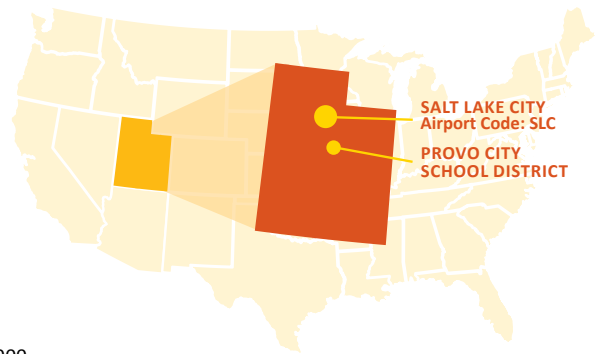 SALT LAKE CITY
Airport Code: SLC
PROVO CITY
SCHOOL DISTRICT